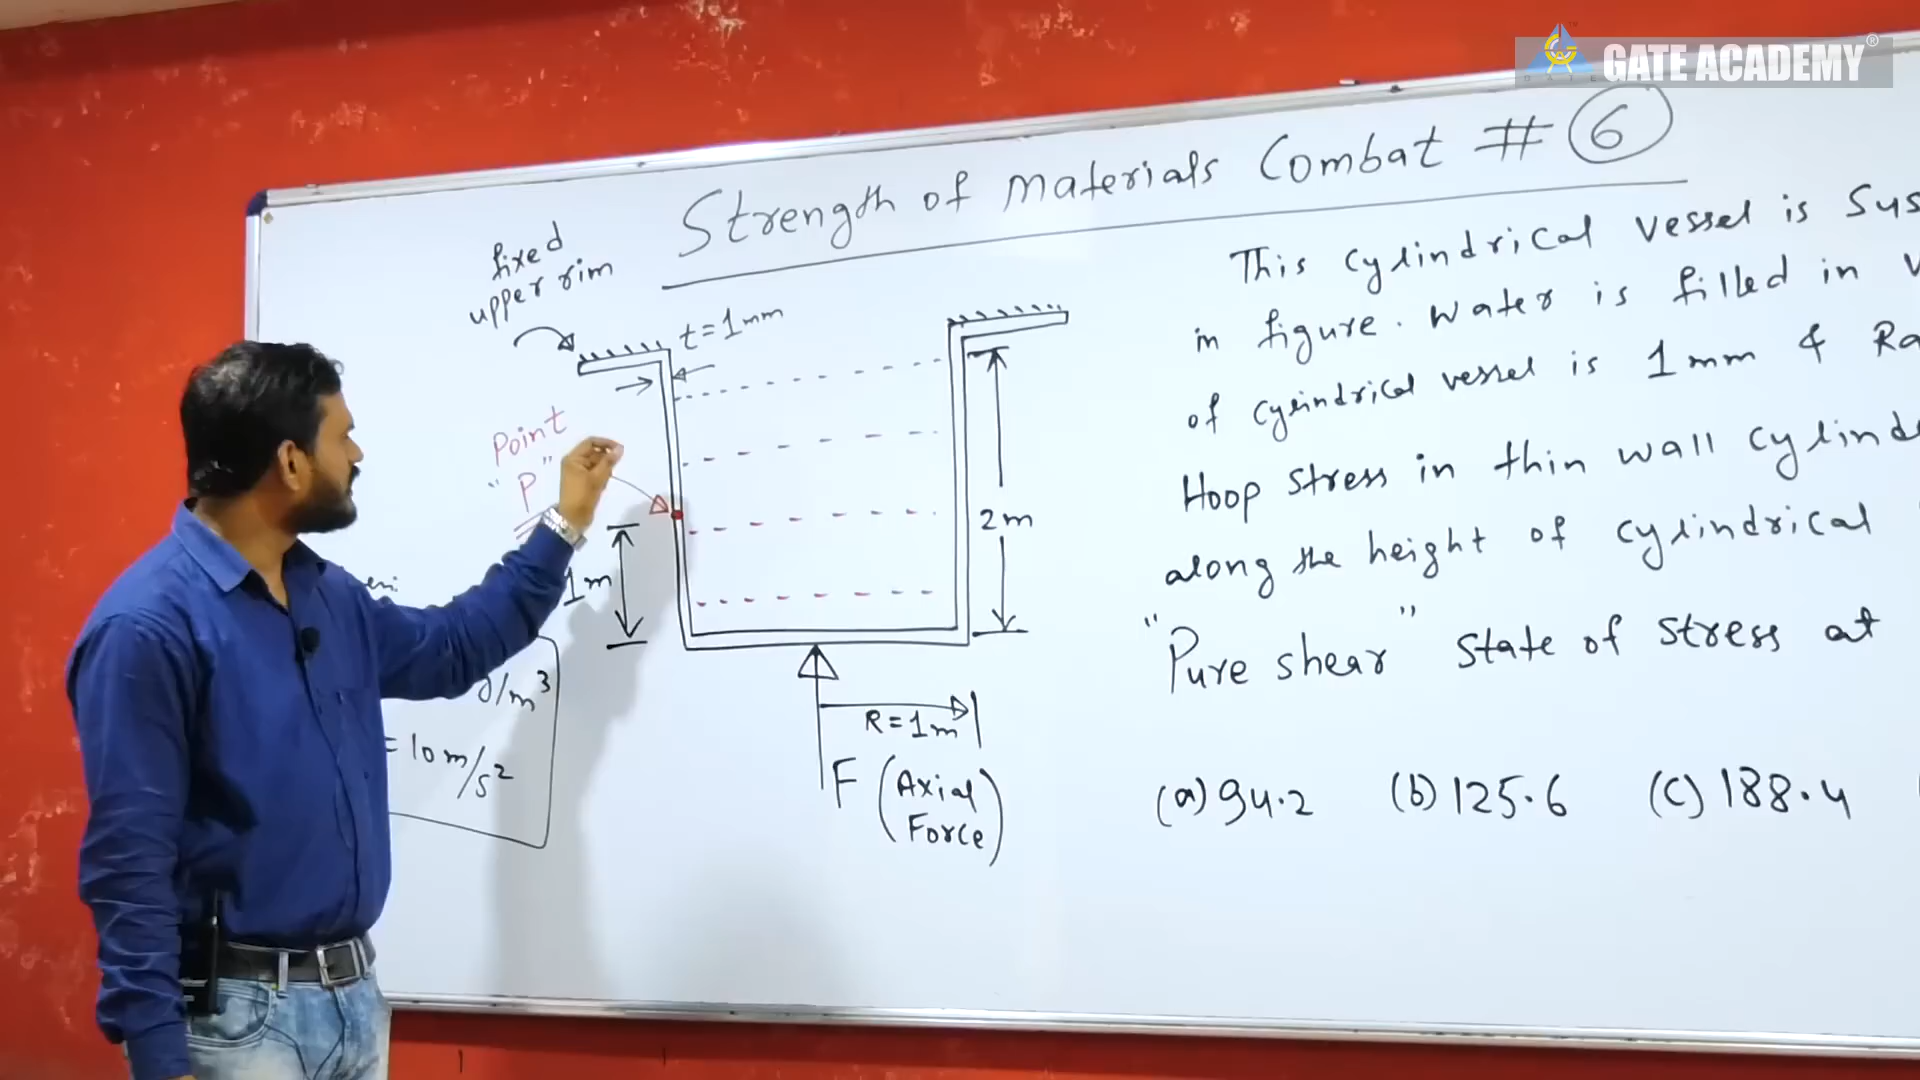 GATE ACADEMY
Strength of Materials Combat # 6
fixed
upper rim
t=1mm
Point
"P"
1m
2m
R=1m
F (Axial
Force)
/m³
=10m/s²
This cylindrical vessel is
in figure. Water is filled in
of cylindrical vessel is 1mm &
Hoop stress in thin wall
along the height of cylindrical
"Pure shear" state of stress at
(a) 94.2 (b) 125.6 (c) 188.4